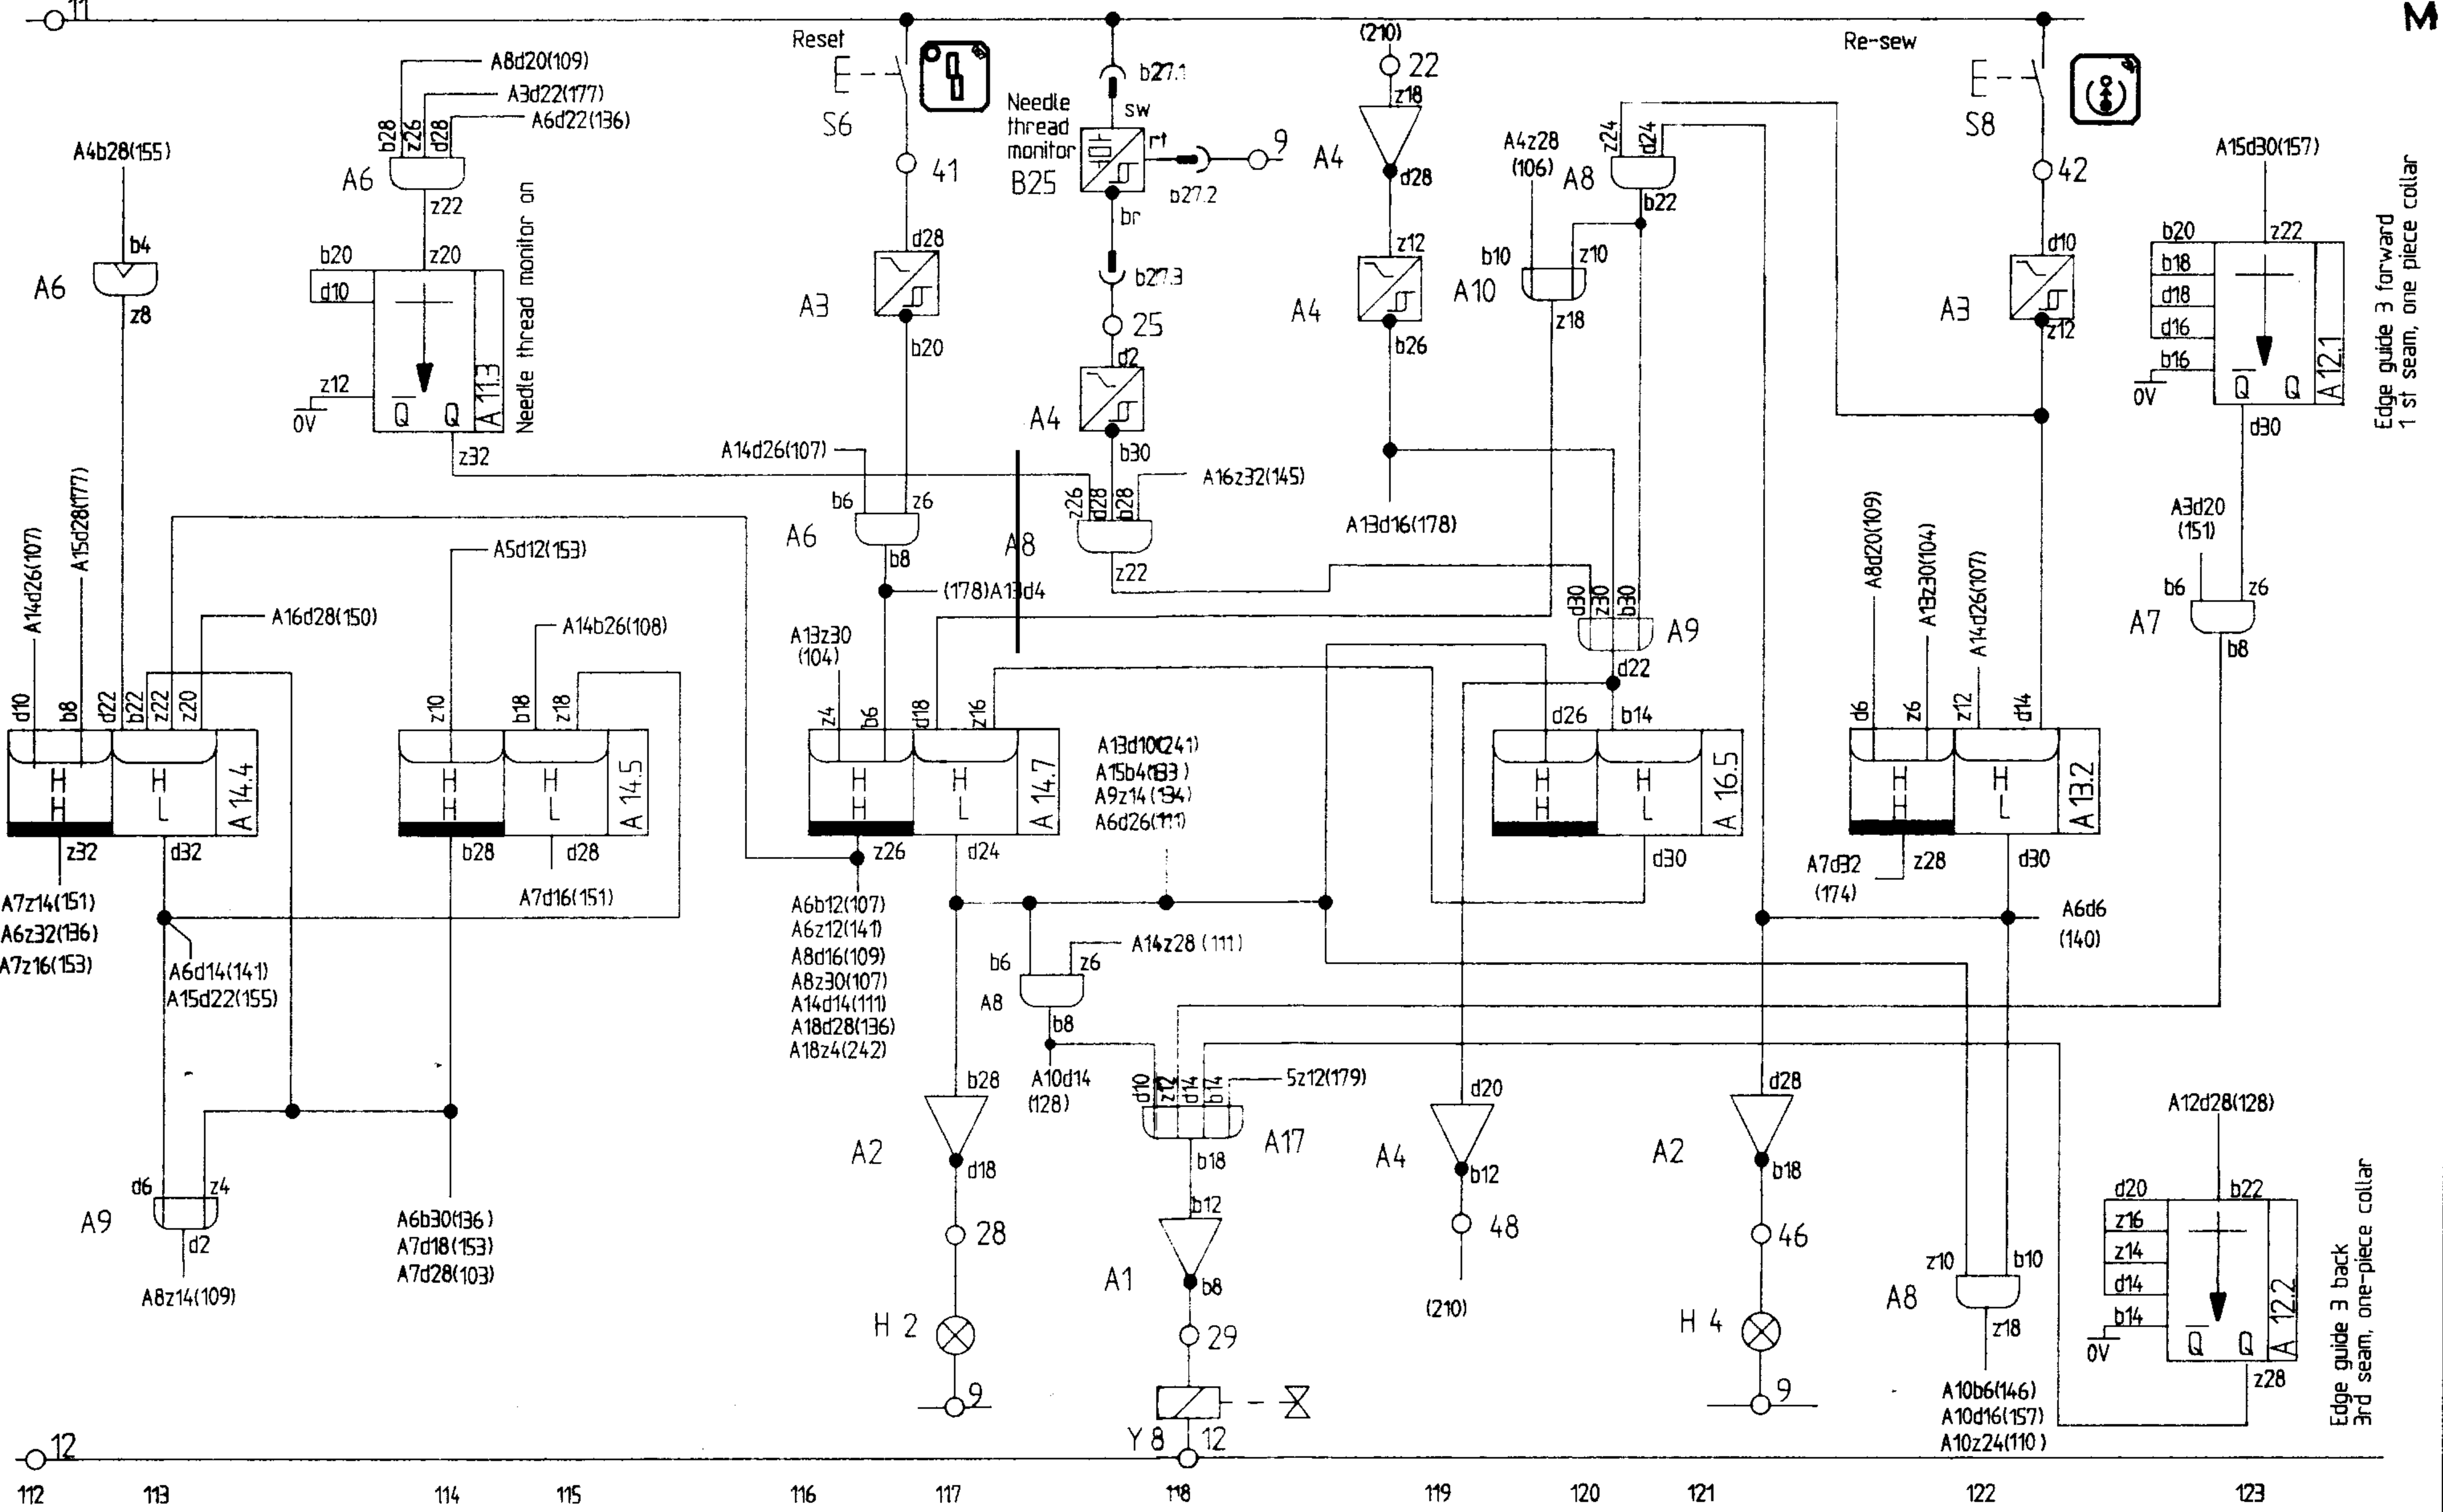 11
M
A8d20(109)
A3d22(177)
A6d22(136)
b28
z26
d28
A6
z22
A4b28(155)
b4
A6
z8
b20
z20
d10
z12
0V
Q
Q
A 11.3
z32
Needle thread monitor on
Reset
S6
41
d28
A3
b20
A14d26(107)
b6
z6
A6
b8
(178)A13d4
Needle
thread
monitor
B25
b27.1
sw
rt
b27.2
9
br
b27.3
25
d2
A4
b30
A16z32(145)
z26
d28
b28
A8
z22
(210)
22
z18
A4
d28
z12
A4
b26
A13d16(178)
A4z28
(106)
b10
z10
A10
z18
z24
d24
A8
b22
d30
z30
b30
A9
d22
Re-sew
S8
42
d10
A3
z12
A15d30(157)
b20
z22
b18
d18
d16
b16
0V
Q
Q
A 12.1
d30
Edge guide 3 forward
1 st seam, one piece collar
A3d20
(151)
b6
z6
A7
b8
A14d26(107)
A15d28(177)
A16d28(150)
d10
b8
d22
b22
z22
z20
H
H
H
L
A 14.4
z32
d32
A7z14(151)
A6z32(136)
A7z16(153)
A6d14(141)
A15d22(155)
A5d12(153)
A14b26(108)
z10
b18
z18
H
H
H
L
A 14.5
b28
d28
A7d16(151)
d6
z4
A9
d2
A8z14(109)
A6b30(136)
A7d18(153)
A7d28(103)
A13z30
(104)
z4
b6
d18
z16
H
H
H
L
A 14.7
z26
d24
A6b12(107)
A6z12(141)
A8d16(109)
A8z30(107)
A14d14(111)
A18d28(136)
A18z4(242)
A13d10(241)
A15b4(133)
A9z14(134)
A6d26(111)
b6
z6
A14z28 (111)
A8
b8
A10d14
(128)
b28
A2
d18
28
H 2
9
d10
z12
d14
b14
5z12(179)
A17
b18
b12
A1
b8
29
Y 8
12
d26
b14
H
H
H
L
A 16.5
d30
d20
A4
b12
48
(210)
d28
A2
b18
46
H 4
9
A8d20(109)
A13z30(104)
A14d26(107)
d6
z6
z12
d14
H
H
H
L
A 13.2
A7d32
(174)
z28
d30
A6d6
(140)
z10
b10
A8
z18
A10b6(146)
A10d16(157)
A10z24(110)
A12d28(128)
d20
b22
z16
z14
d14
b14
0V
Q
Q
A 12.2
z28
Edge guide 3 back
3rd seam, one-piece collar
12
112
113
114
115
116
117
118
119
120
121
122
123